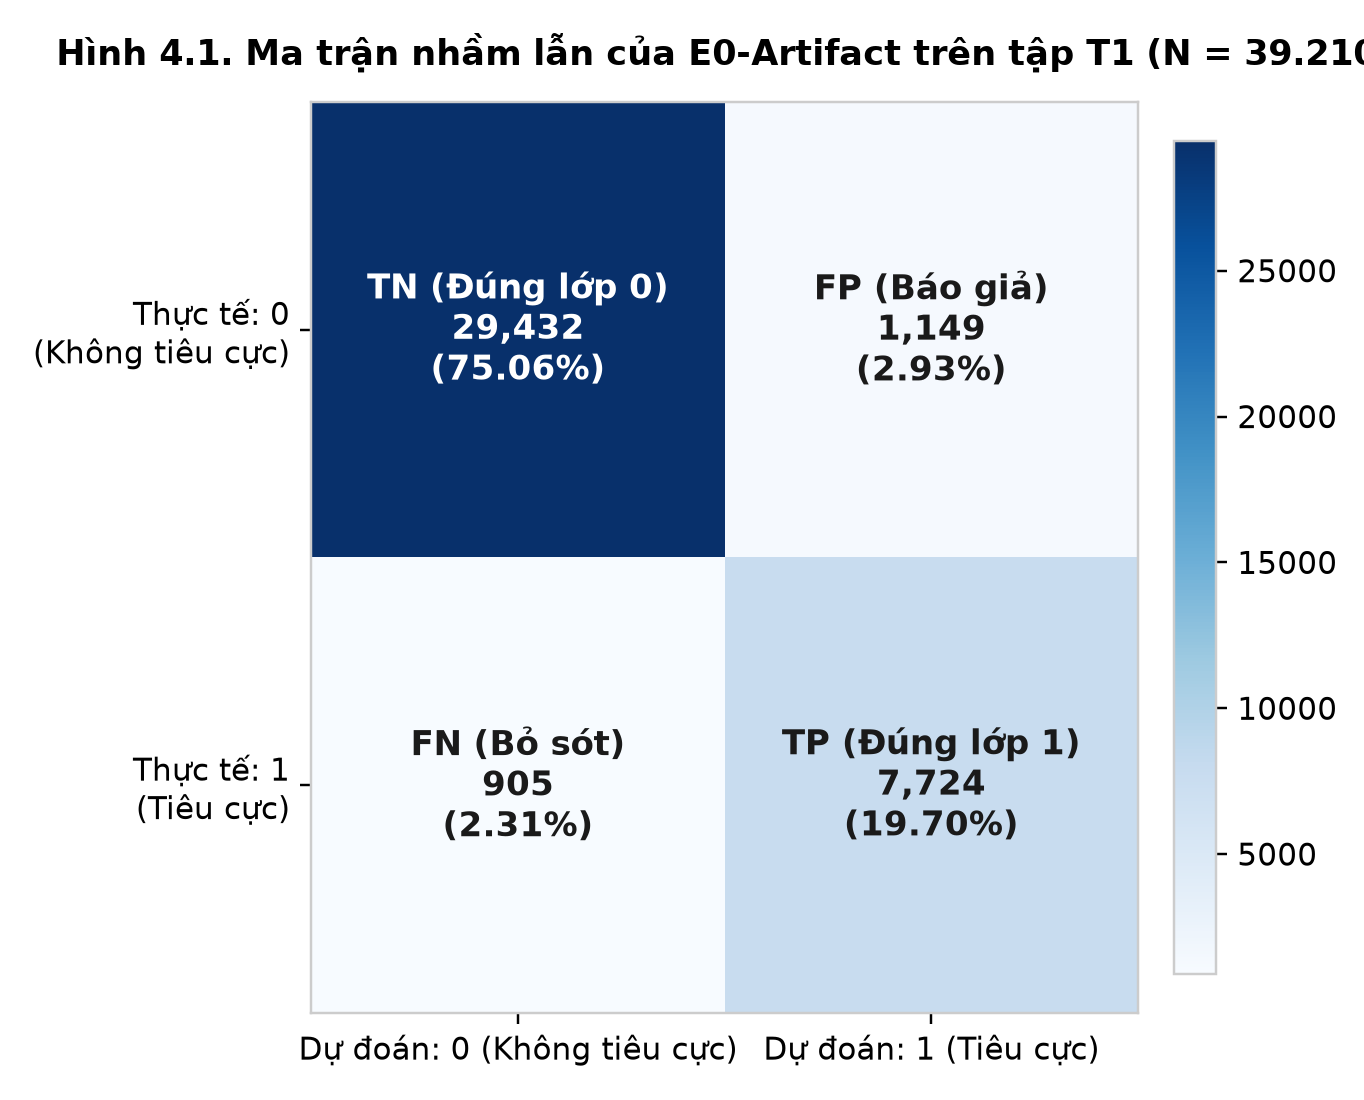 Hình 4.1. Ma trận nhầm lẫn của E0-Artifact trên tập T1 (N = 39.210
TN (Đúng lớp 0)
29,432
(75.06%)
FP (Báo giả)
1,149
(2.93%)
Thực tế: 0
(Không tiêu cực)
FN (Bỏ sót)
905
(2.31%)
TP (Đúng lớp 1)
7,724
(19.70%)
Thực tế: 1
(Tiêu cực)
Dự đoán: 0 (Không tiêu cực)
Dự đoán: 1 (Tiêu cực)
25000
20000
15000
10000
5000